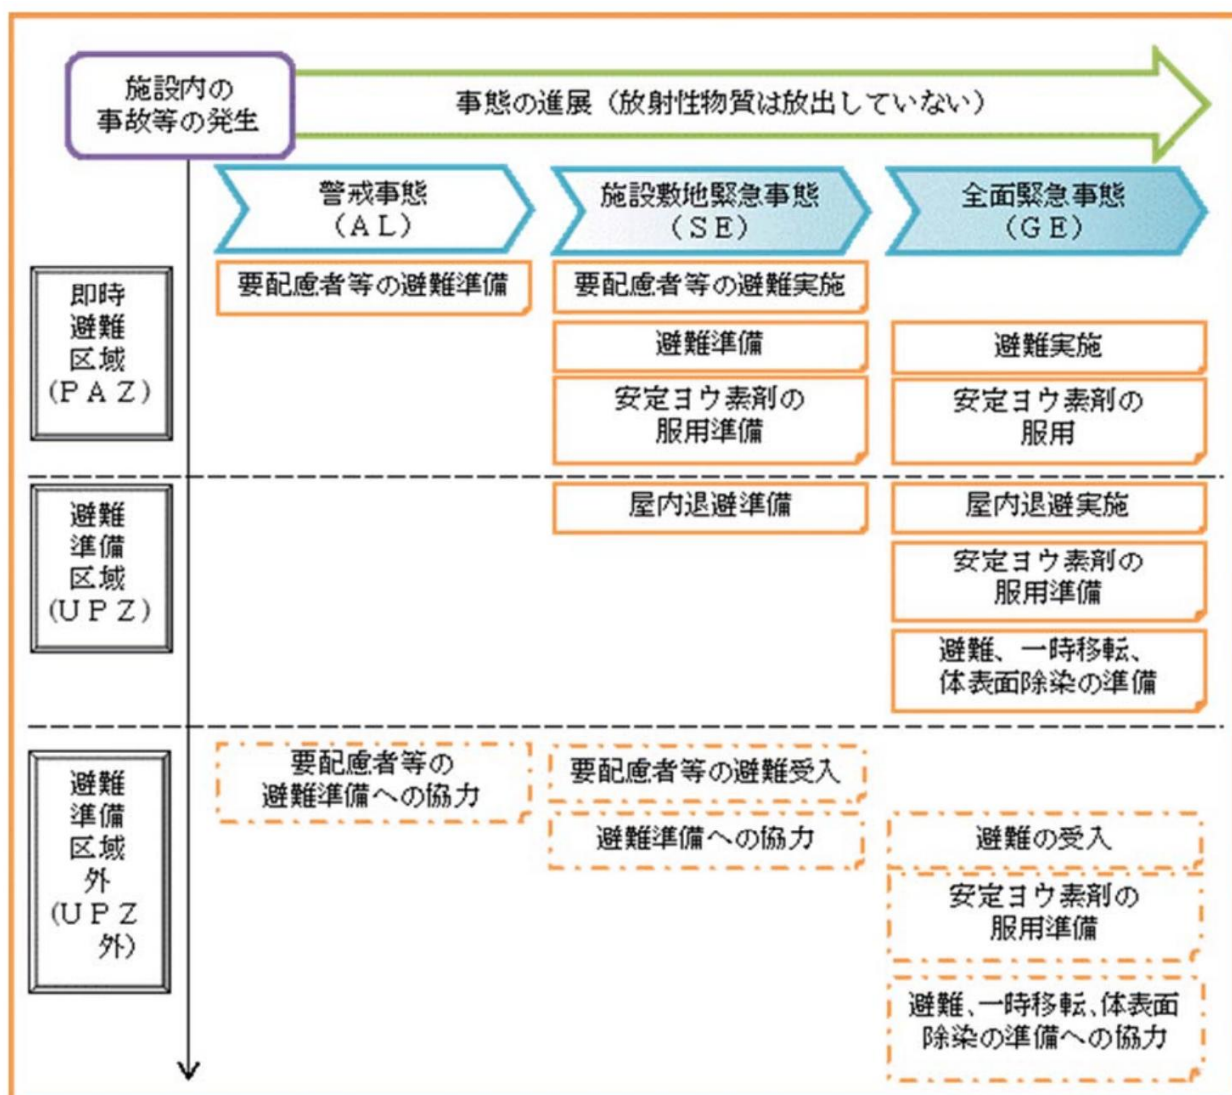 施設内の
事故等の発生
事態の進展（放射性物質は放出していない）
警戒事態
（ＡＬ）
施設敷地緊急事態
（ＳＥ）
全面緊急事態
（ＧＥ）
即時
避難
区域
(ＰＡＺ)
要配慮者等の避難準備
要配慮者等の避難実施
避難準備
避難実施
安定ヨウ素剤の
服用準備
安定ヨウ素剤の
服用
避難
準備
区域
(ＵＰＺ)
屋内退避準備
屋内退避実施
安定ヨウ素剤の
服用準備
避難、一時移転、
体表面除染の準備
避難
準備
区域
外
(ＵＰＺ
外)
要配慮者等の
避難準備への協力
要配慮者等の避難受入
避難準備への協力
避難の受入
安定ヨウ素剤の
服用準備
避難、一時移転、体表面
除染の準備への協力